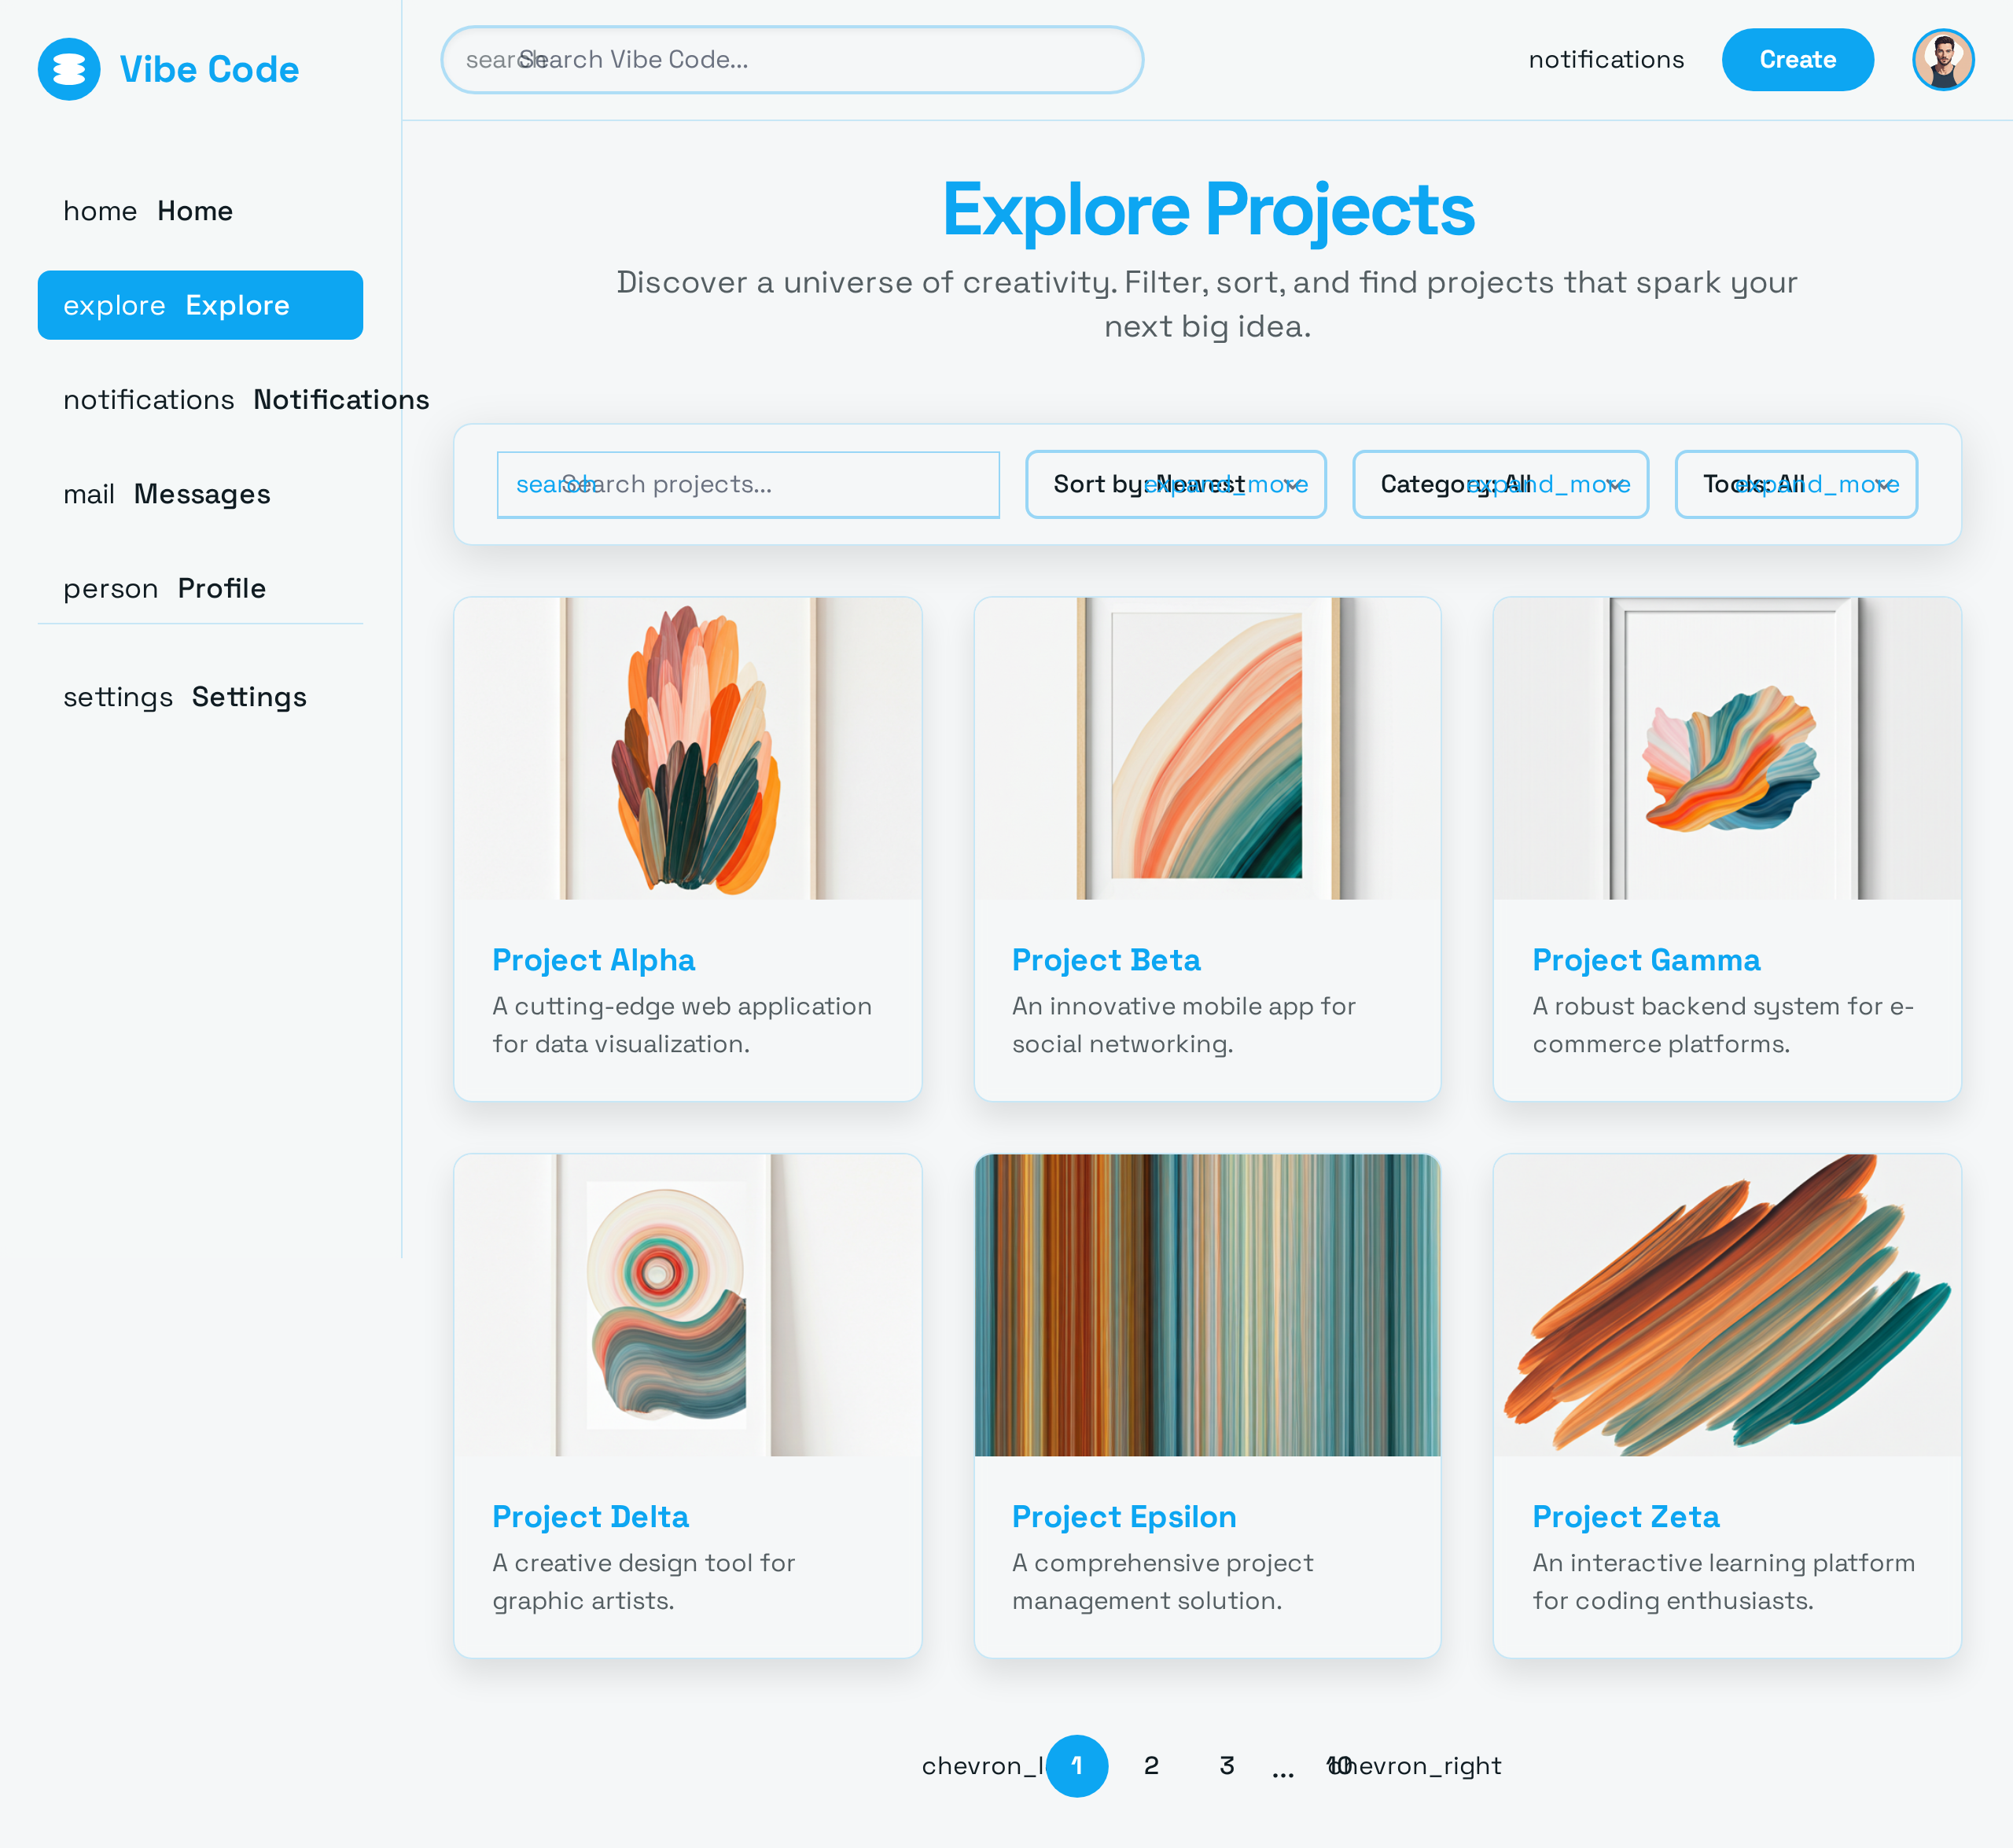 Vibe Code
search Search Vibe Code...
notifications
Create
home Home
explore Explore
notifications Notifications
mail Messages
person Profile
settings Settings
Explore Projects
Discover a universe of creativity. Filter, sort, and find projects that spark your
next big idea.
search Search projects...
Sort by: Newest expand_more
Category: All expand_more
Tools: All expand_more
Project Alpha
A cutting-edge web application
for data visualization.
Project Beta
An innovative mobile app for
social networking.
Project Gamma
A robust backend system for e-
commerce platforms.
Project Delta
A creative design tool for
graphic artists.
Project Epsilon
A comprehensive project
management solution.
Project Zeta
An interactive learning platform
for coding enthusiasts.
chevron_l 1 2 3 ... 10 chevron_right